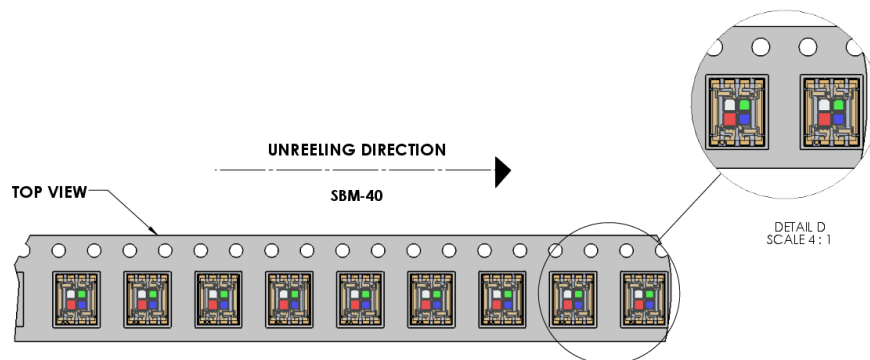 UNREELING DIRECTION
TOP VIEW
SBM-40
DETAIL D
SCALE 4 : 1